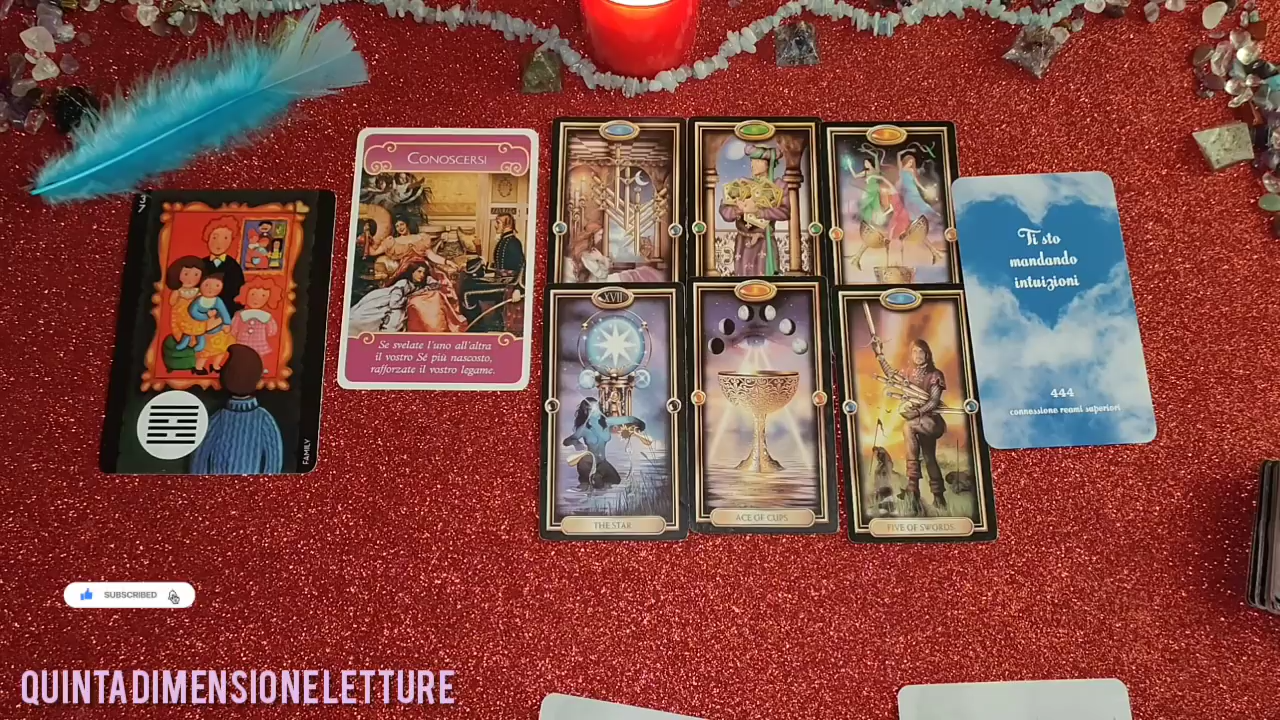 37
FAMILY
CONOSCERSI
Se svelate l'uno all'altra
il vostro Sé più nascosto,
rafforzate il vostro legame.
XVII
THE STAR
ACE OF CUPS
FIVE OF SWORDS
Ti sto
mandando
intuizioni
444
connessione reami superiori
SUBSCRIBED
QUINTADIMENSIONELETTURE